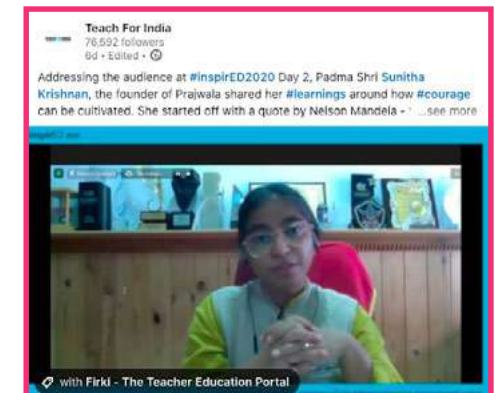 Teach For India
76,592 followers
6d • Edited •
Addressing the audience at #inspirED2020 Day 2, Padma Shri Sunitha
Krishnan, the founder of Prajwala shared her #learnings around how #courage
can be cultivated. She started off with a quote by Nelson Mandela - " ...see more
with Firki - The Teacher Education Portal